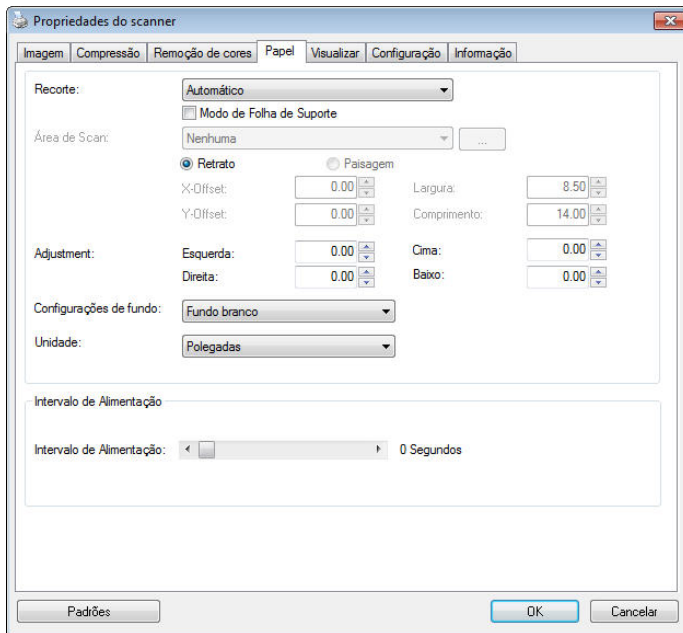 Propriedades do scanner
Imagem Compressão Remoção de cores Papel Visualizar Configuração Informação
Recorte: Automático
Modo de Folha de Suporte
Área de Scan: Nenhuma ...
Retrato Paisagem
X-Offset: 0.00 Largura: 8.50
Y-Offset: 0.00 Comprimento: 14.00
Adjustment: Esquerda: 0.00 Cima: 0.00
Direita: 0.00 Baixo: 0.00
Configurações de fundo: Fundo branco
Unidade: Polegadas
Intervalo de Alimentação
Intervalo de Alimentação: 0 Segundos
Padrões OK Cancelar